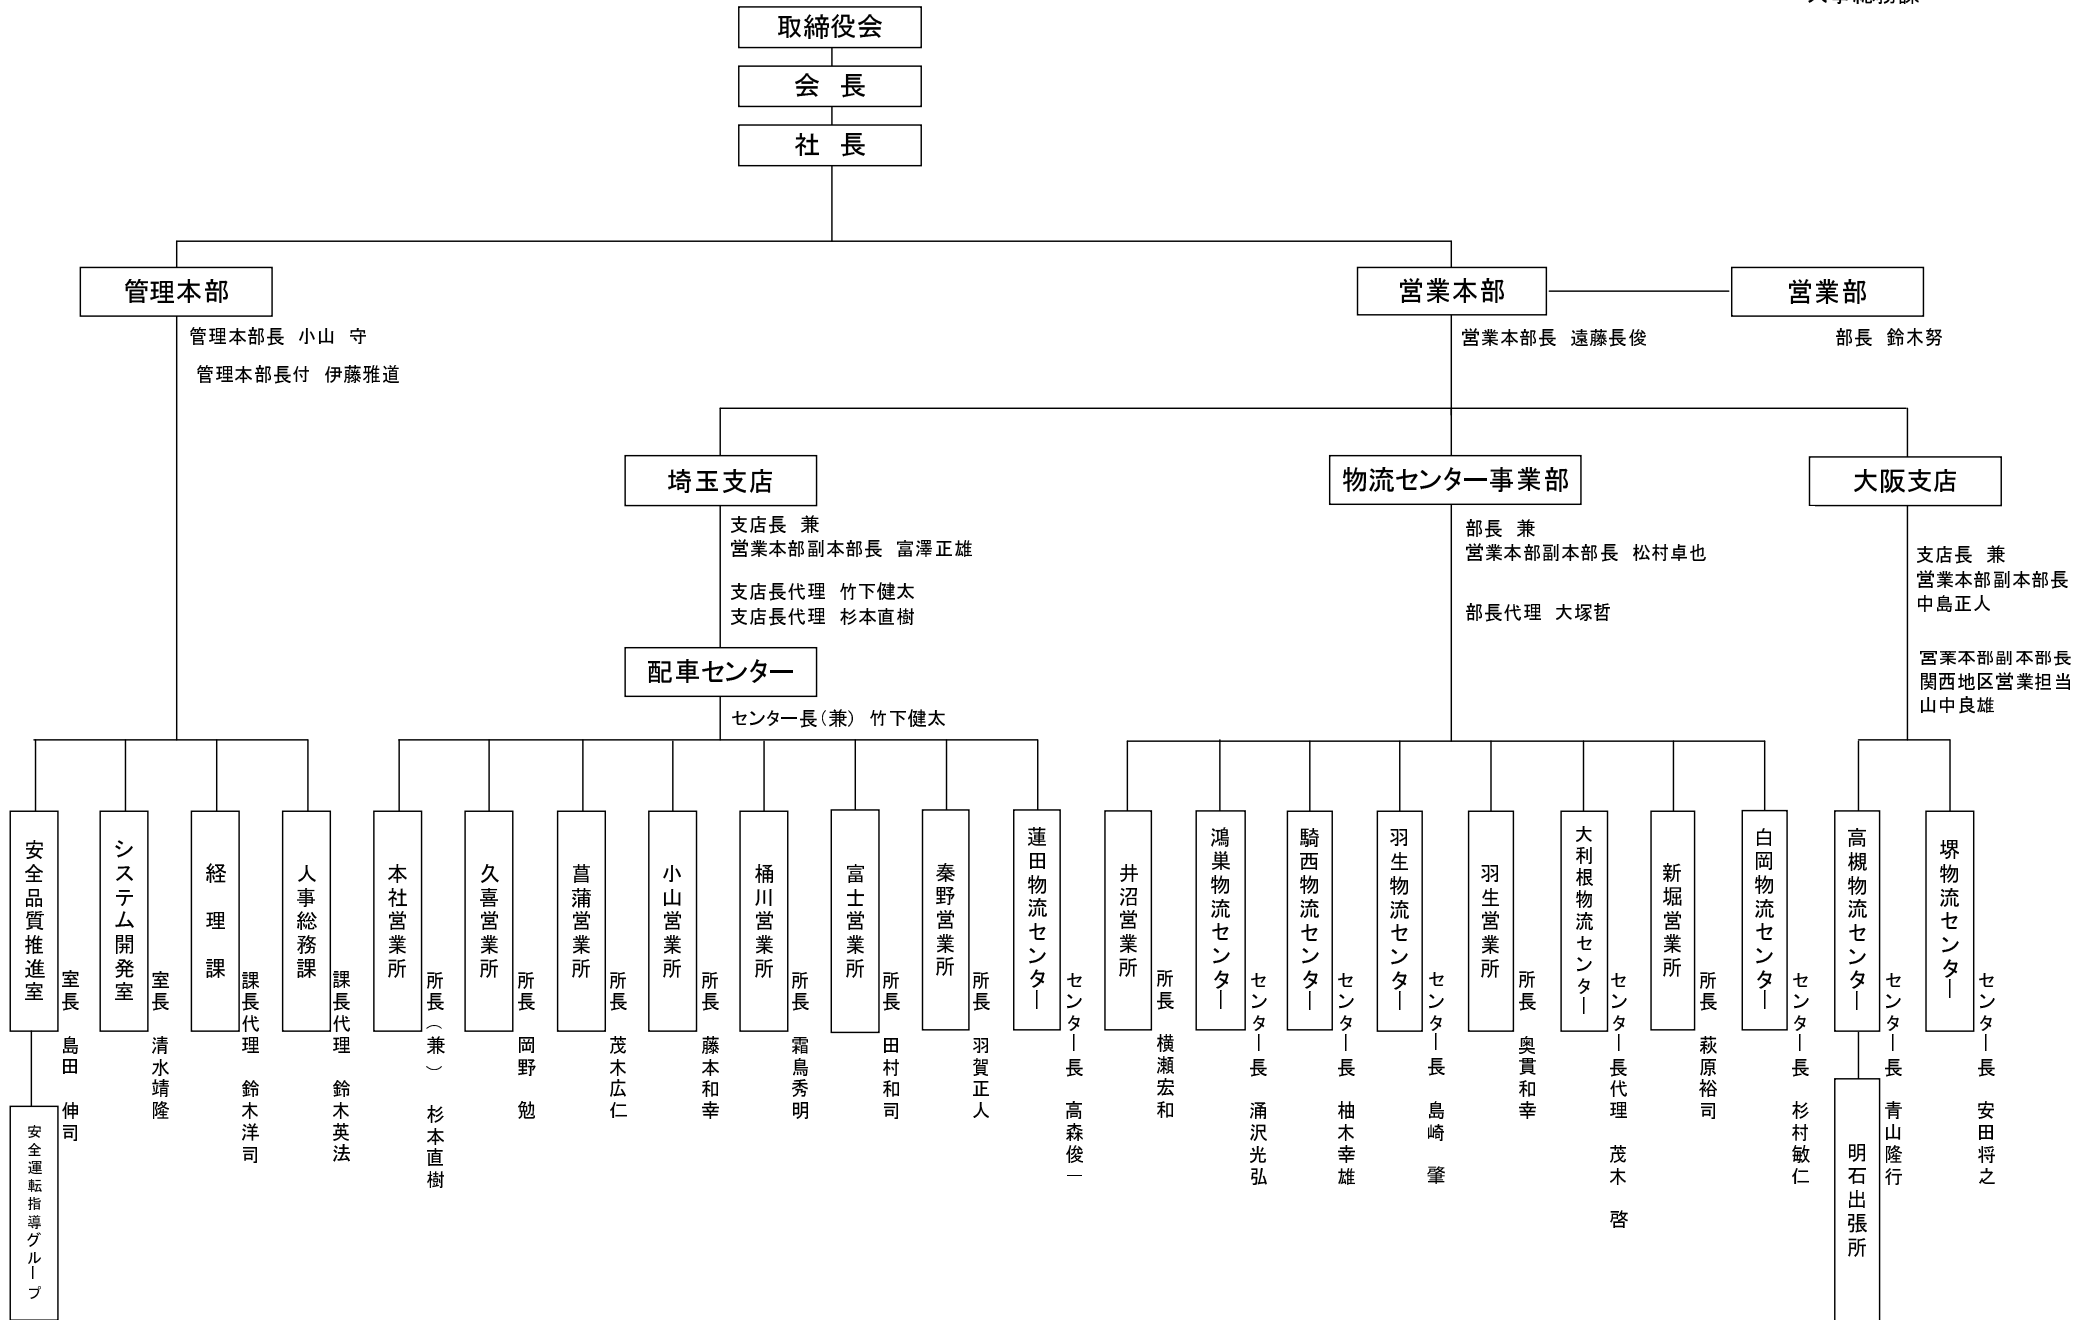 取締役会
会　長
社　長
管理本部
管理本部長　小山　守
管理本部長付　伊藤雅道
営業本部
営業本部長　遠藤長俊
営業部
部長　鈴木努
埼玉支店
支店長　兼
営業本部副本部長　富澤正雄
支店長代理　竹下健太
支店長代理　杉本直樹
配車センター
センター長（兼）　竹下健太
物流センター事業部
部長　兼
営業本部副本部長　松村卓也
部長代理　大塚哲
大阪支店
支店長　兼
営業本部副本部長
中島正人
営業本部副本部長
関西地区営業担当
山中良雄
安全品質推進室
室長　島田　伸司
安全運転指導グループ
システム開発室
室長　清水靖隆
経　理　課
課長代理　鈴木洋司
人事総務課
課長代理　鈴木英法
本社営業所
所長（兼）　杉本直樹
久喜営業所
所長　岡野　勉
菖蒲営業所
所長　茂木広仁
小山営業所
所長　藤本和幸
桶川営業所
所長　霜鳥秀明
富士営業所
所長　田村和司
秦野営業所
所長　羽賀正人
蓮田物流センター
センター長　高森俊一
井沼営業所
所長　横瀬宏和
鴻巣物流センター
センター長　涌沢光弘
騎西物流センター
センター長　柚木幸雄
羽生物流センター
センター長　島崎　肇
羽生営業所
所長　奥貫和幸
大利根物流センター
センター長代理　茂木　啓
新堀営業所
所長　萩原裕司
白岡物流センター
センター長　杉村敏仁
高槻物流センター
センター長　青山隆行
明石出張所
堺物流センター
センター長　安田将之